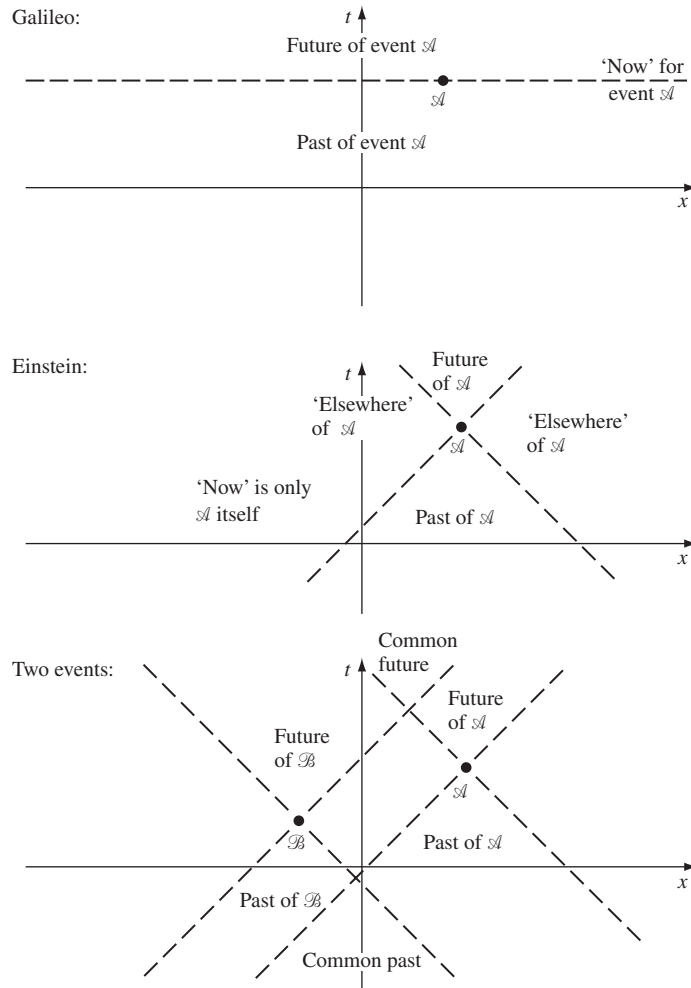 Galileo:
t
Future of event 𝒜
‘Now’ for
event 𝒜
𝒜
Past of event 𝒜
x
Einstein:
t
Future
of 𝒜
‘Elsewhere’
of 𝒜
‘Elsewhere’
of 𝒜
𝒜
‘Now’ is only
𝒜 itself
Past of 𝒜
x
Two events:
t
Common
future
Future
of 𝒜
Future
of ℬ
𝒜
ℬ
Past of 𝒜
x
Past of ℬ
Common past